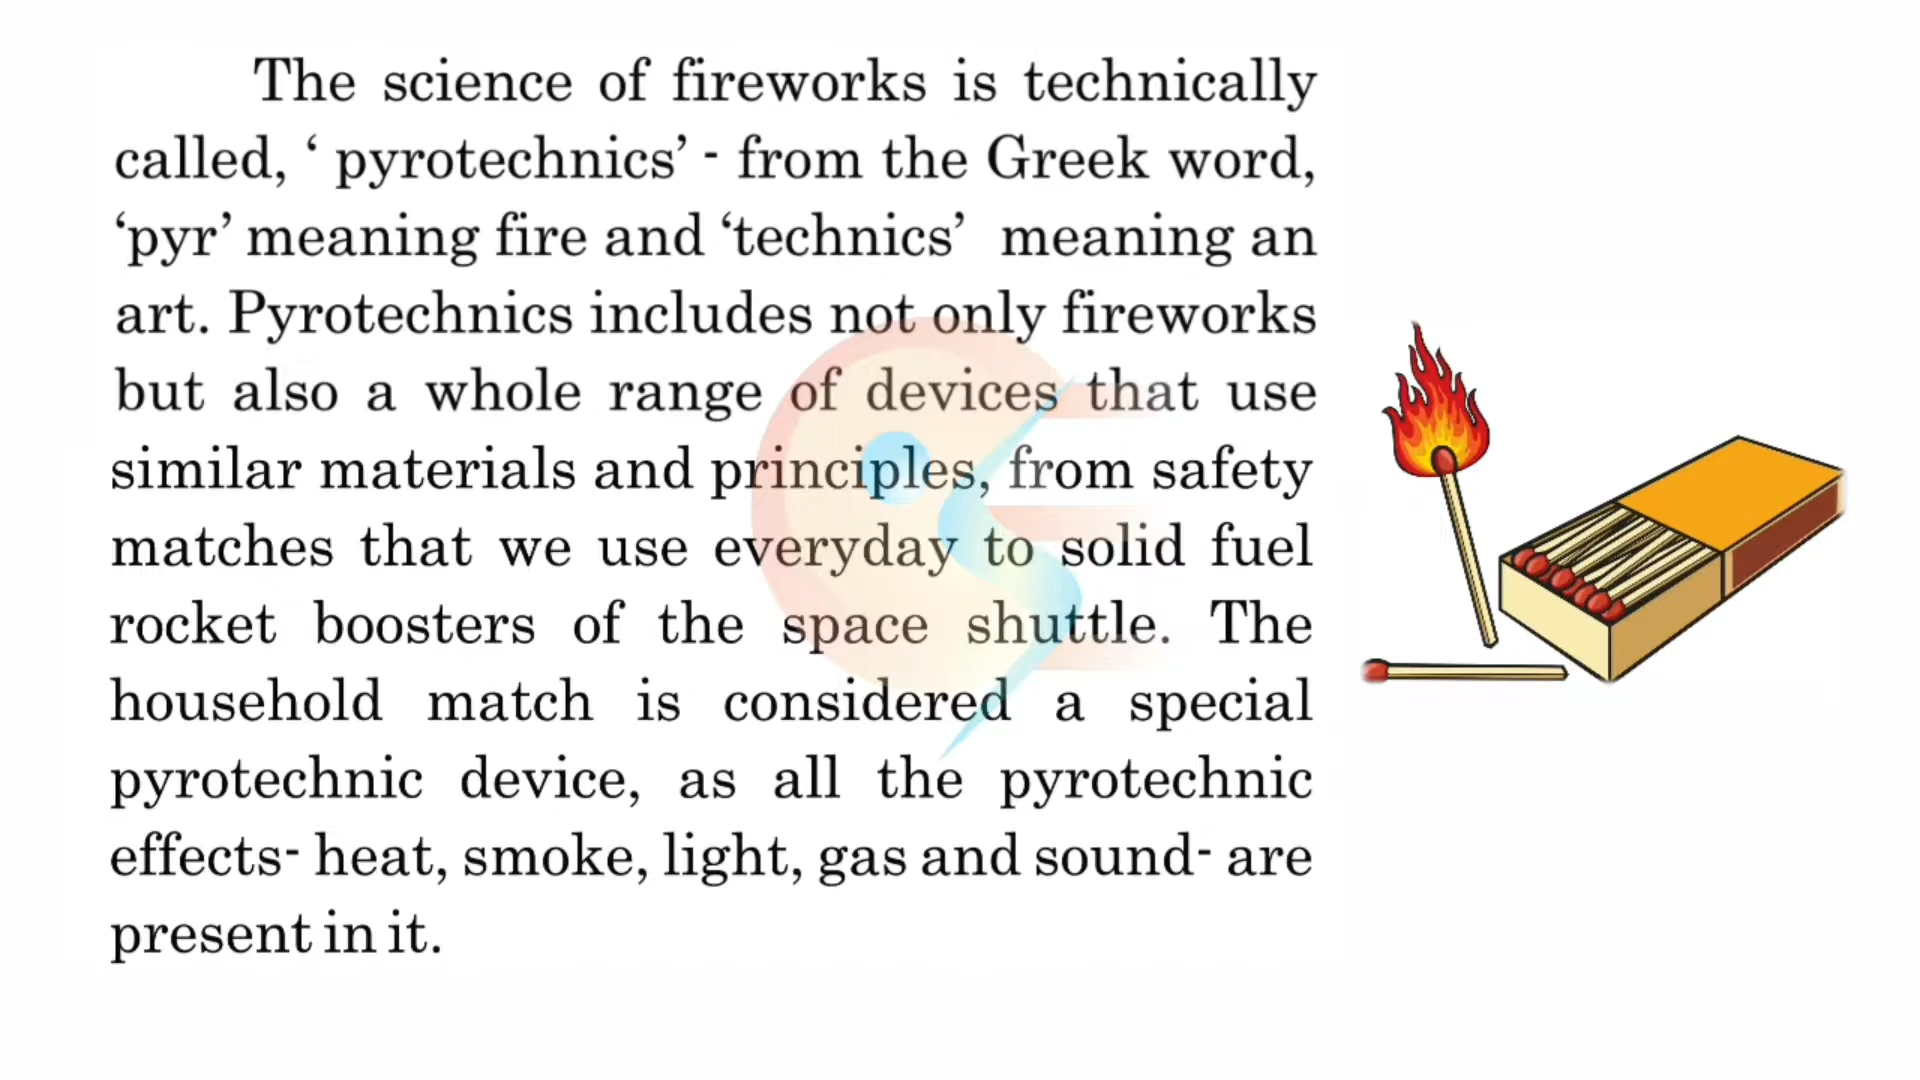 The science of fireworks is technically
called, ‘ pyrotechnics’ - from the Greek word,
‘pyr’ meaning fire and ‘technics’ meaning an
art. Pyrotechnics includes not only fireworks
but also a whole range of devices that use
similar materials and principles, from safety
matches that we use everyday to solid fuel
rocket boosters of the space shuttle. The
household match is considered a special
pyrotechnic device, as all the pyrotechnic
effects- heat, smoke, light, gas and sound- are
present in it.